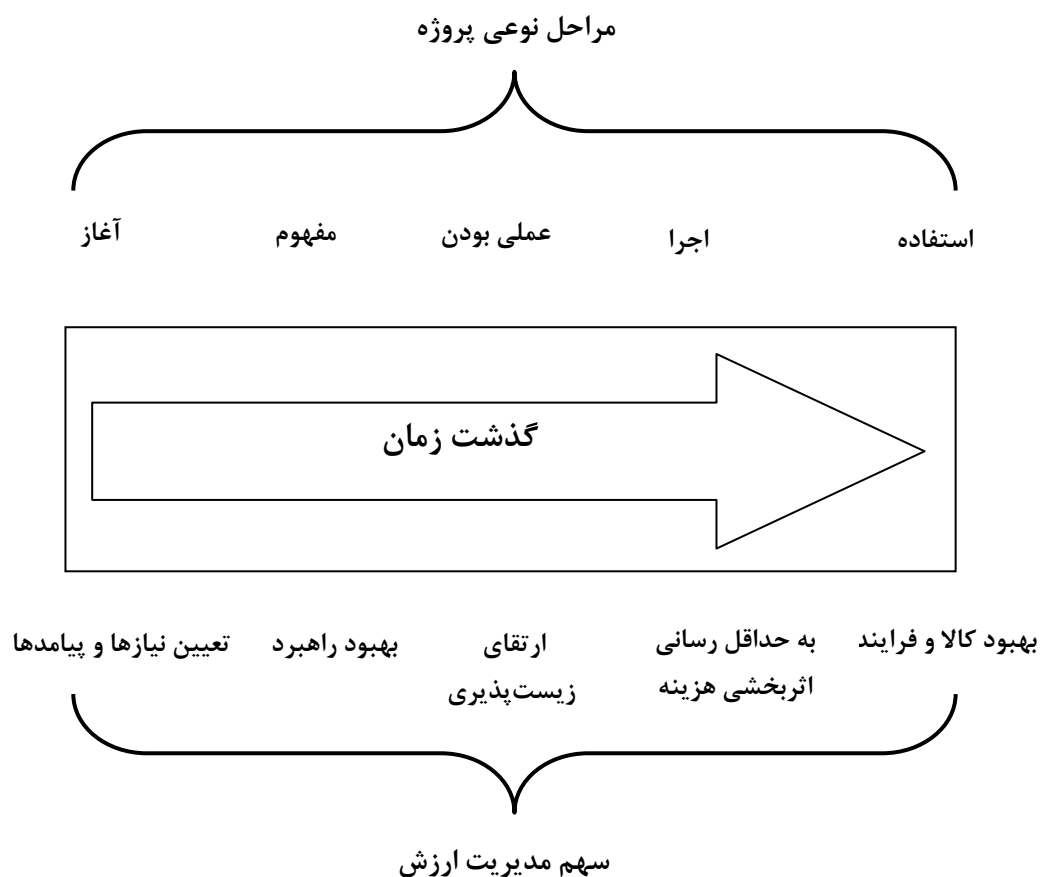 مراحل نوعی پروژه
آغاز
مفهوم
عملی بودن
اجرا
استفاده
گذشت زمان
تعیین نیازها و پیامدها
بهبود راهبرد
ارتقای
زیست‌پذیری
به حداقل رسانی
اثربخشی هزینه
بهبود کالا و فرایند
سهم مدیریت ارزش